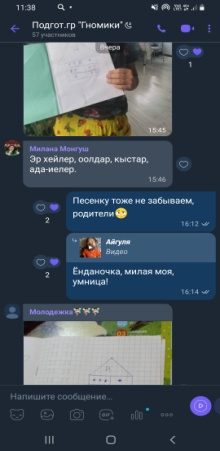 11:38
Подгот.гр "Гномики"
57 участников
Вчера
1
15:45
Милана Монгуш
Эр хейлер, оолдар, кыстар,
ада-иелер.
15:46
Песенку тоже не забываем,
родители
2
16:12
Айгуля
Видео
Ёнданочка, милая моя,
умница!
2
16:14
Молодежка
Напишите сообщение...
GIF